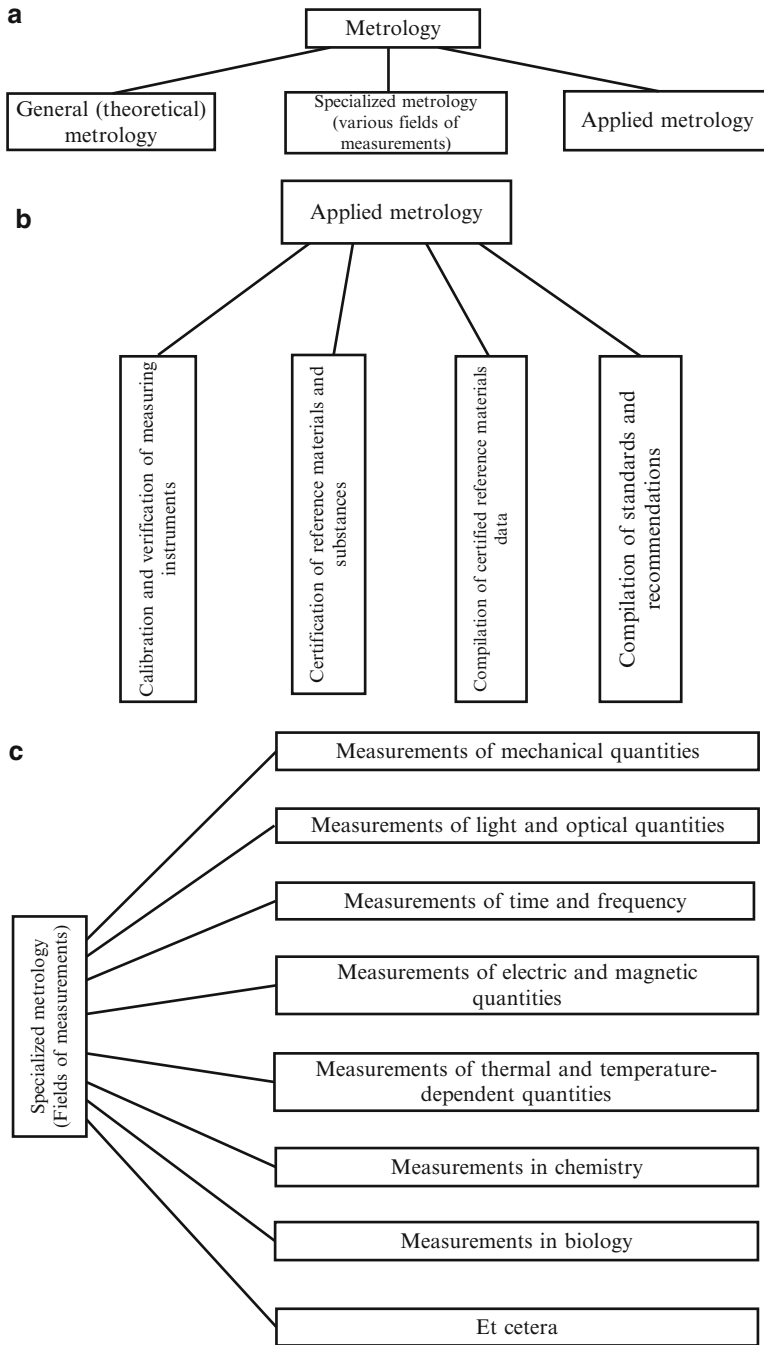 a
Metrology
General (theoretical)
metrology
Specialized metrology
(various fields of
measurements)
Applied metrology
b
Applied metrology
Calibration and verification of measuring
instruments
Certification of reference materials and
substances
Compilation of certified reference materials
data
Compilation of standards and
recommendations
c
Specialized metrology
(Fields of measurements)
Measurements of mechanical quantities
Measurements of light and optical quantities
Measurements of time and frequency
Measurements of electric and magnetic
quantities
Measurements of thermal and temperature-
dependent quantities
Measurements in chemistry
Measurements in biology
Et cetera